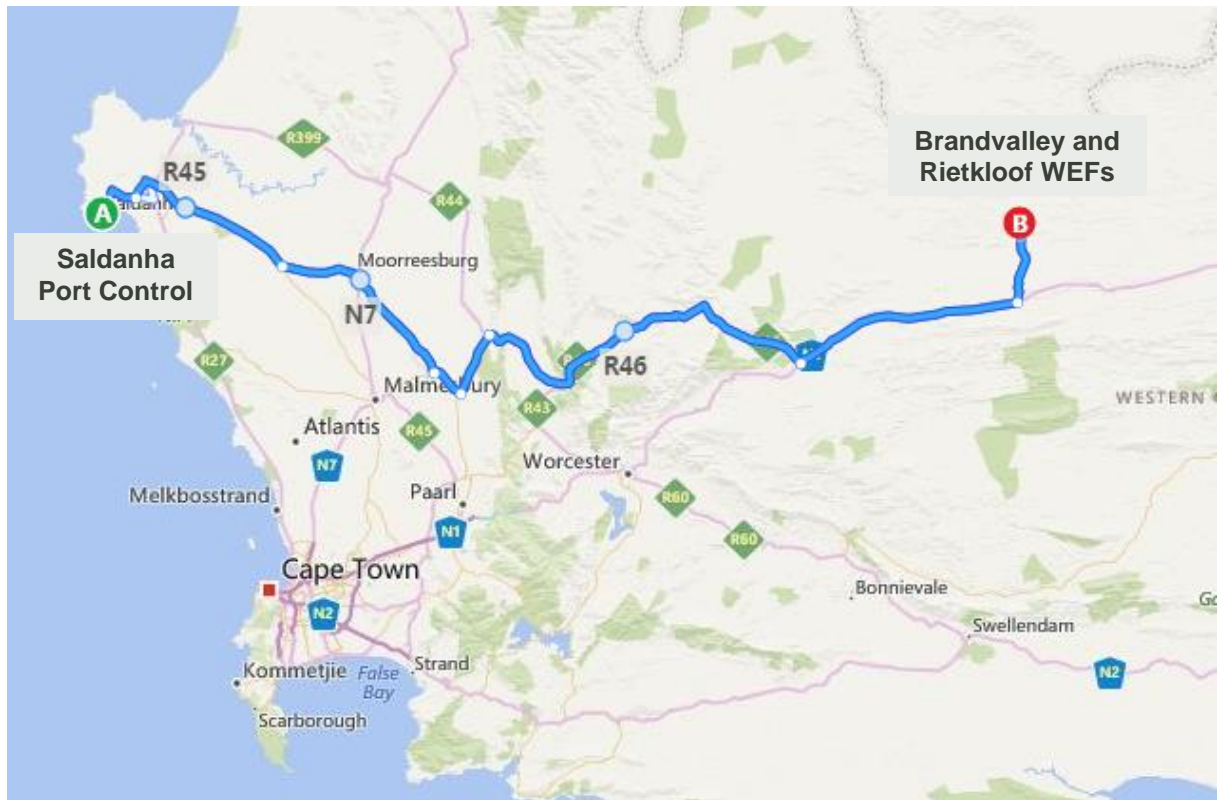 R399
Brandvalley and
Rietkloof WEFs
R45
R44
A
B
Saldanha
Port Control
Moorreesburg
N7
R46
R27
Malmesbury
R43
WESTERN
R45
Atlantis
N7
Worcester
Melkbosstrand
Paarl
R60
N1
R60
Cape Town
Bonnievale
N2
Swellendam
Kommetjie
False
Bay
Strand
N2
Scarborough